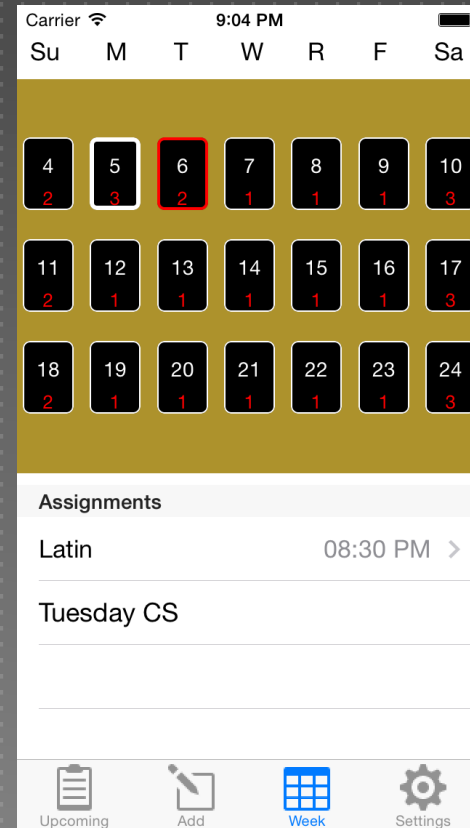 Carrier 9:04 PM
Su M T W R F Sa
4 5 6 7 8 9 10
2 3 2 1 1 1 3
11 12 13 14 15 16 17
2 1 1 1 1 1 3
18 19 20 21 22 23 24
2 1 1 1 1 1 3
Assignments
Latin 08:30 PM
Tuesday CS
Upcoming Add Week Settings